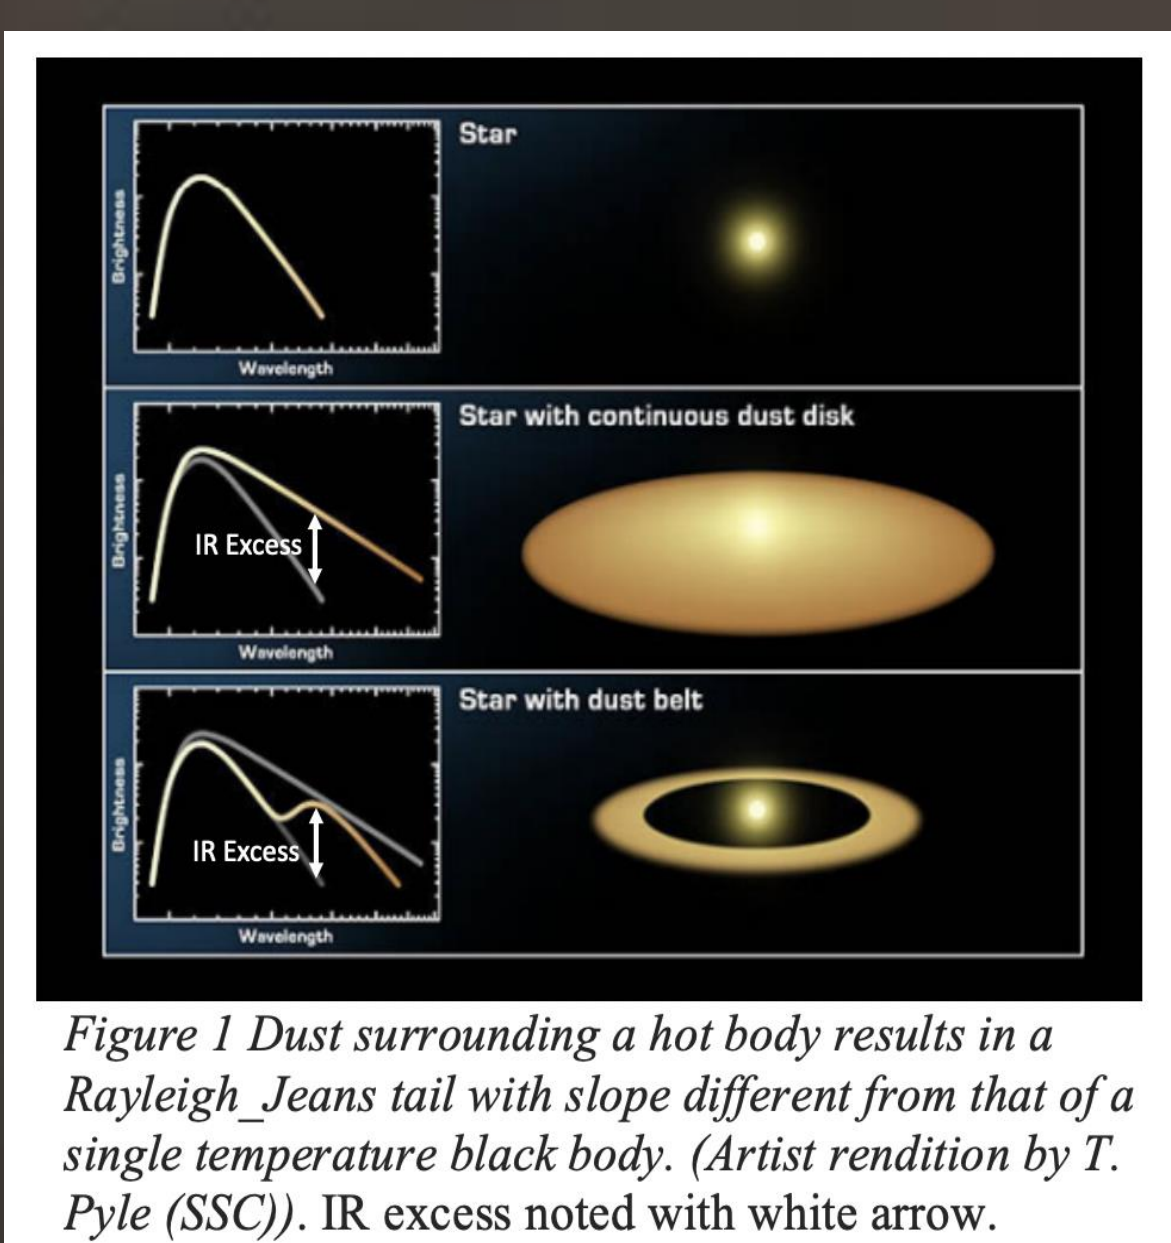 Star
Brightness
Wavelength
Star with continuous dust disk
Brightness
IR Excess
Wavelength
Star with dust belt
Brightness
IR Excess
Wavelength
Figure 1 Dust surrounding a hot body results in a
Rayleigh_Jeans tail with slope different from that of a
single temperature black body. (Artist rendition by T.
Pyle (SSC)). IR excess noted with white arrow.